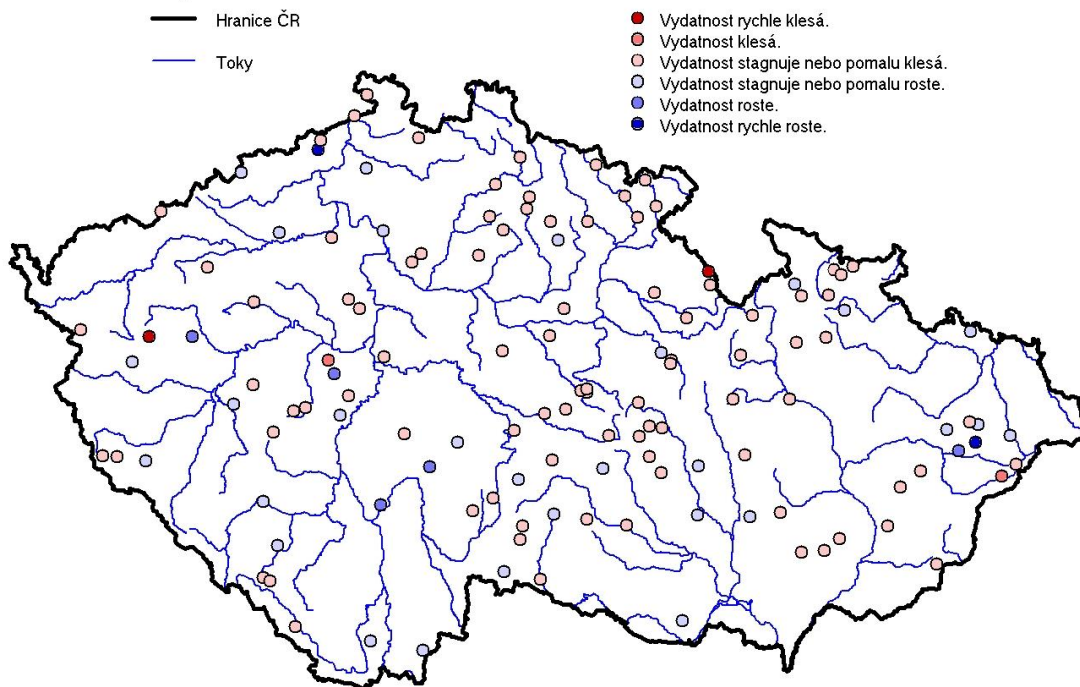 Hranice ČR
Toky
Vydatnost rychle klesá.
Vydatnost klesá.
Vydatnost stagnuje nebo pomalu klesá.
Vydatnost stagnuje nebo pomalu roste.
Vydatnost roste.
Vydatnost rychle roste.